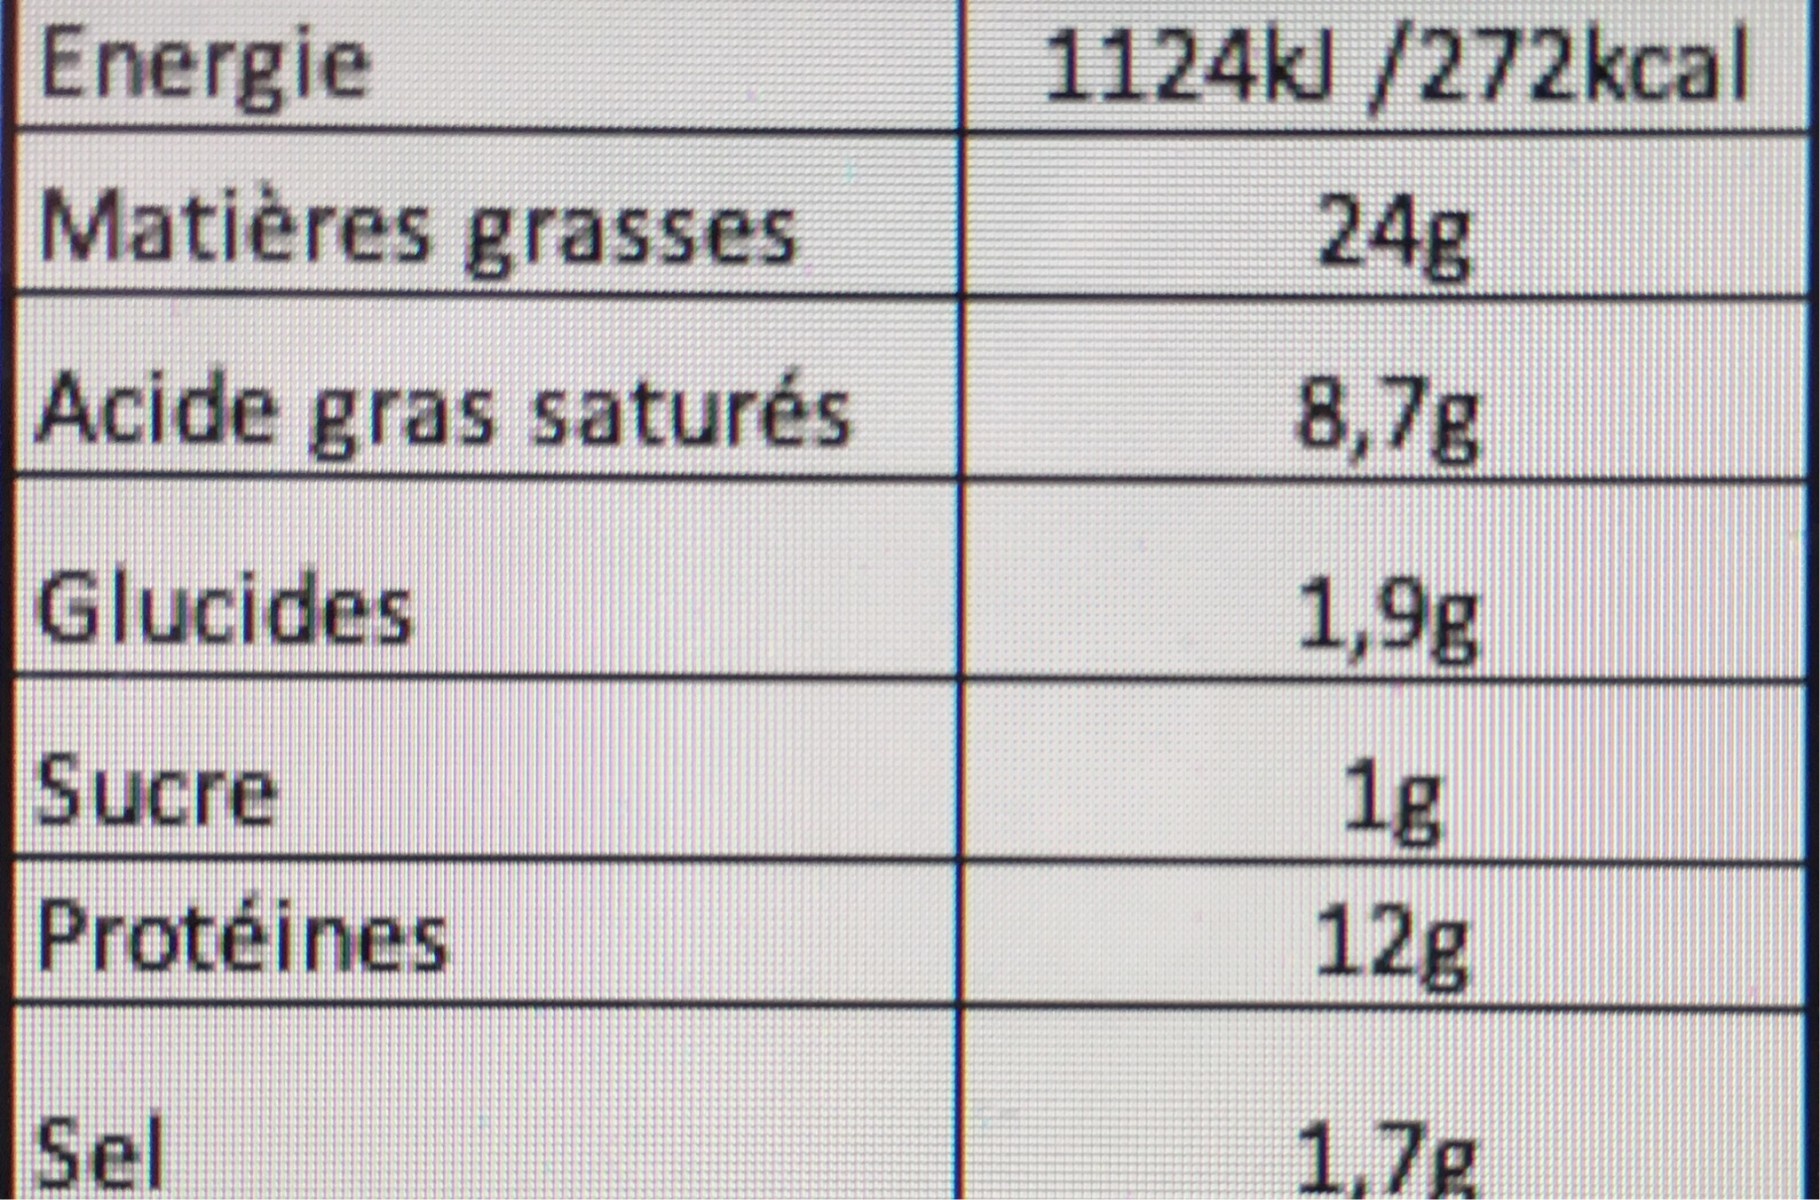 Energie 1124kJ /272kcal
Matières grasses 24g
Acide gras saturés 8,7g
Glucides 1,9g
Sucre 1g
Protéines 12g
Sel 1,7g